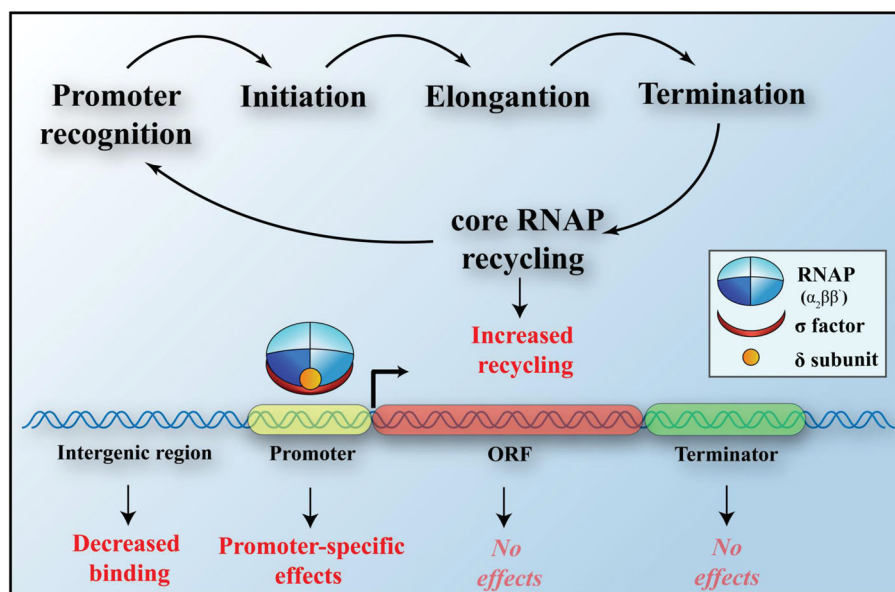 Promoter
recognition
Initiation
Elongantion
Termination
core RNAP
recycling
Increased
recycling
RNAP
(α₂ββ')
σ factor
δ subunit
Intergenic region
Promoter
ORF
Terminator
Decreased
binding
Promoter-specific
effects
No
effects
No
effects